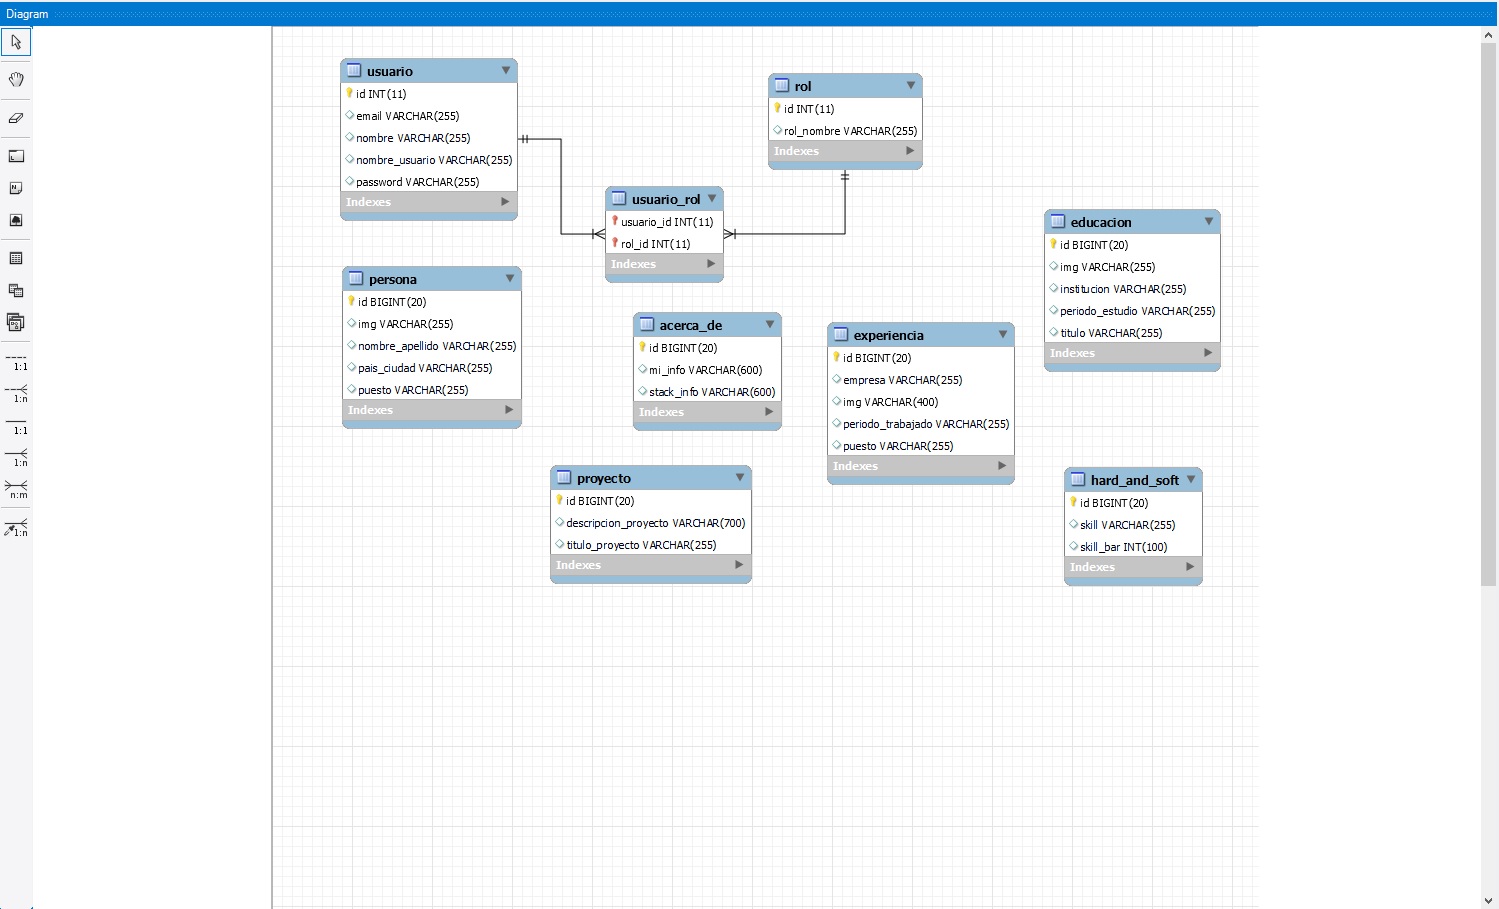 Diagram
1:1
1:n
1:1
1:n
n:m
1:n
usuario
id INT(11)
email VARCHAR(255)
nombre VARCHAR(255)
nombre_usuario VARCHAR(255)
password VARCHAR(255)
Indexes
rol
id INT(11)
rol_nombre VARCHAR(255)
Indexes
usuario_rol
usuario_id INT(11)
rol_id INT(11)
Indexes
educacion
id BIGINT(20)
img VARCHAR(255)
institucion VARCHAR(255)
periodo_estudio VARCHAR(255)
titulo VARCHAR(255)
Indexes
persona
id BIGINT(20)
img VARCHAR(255)
nombre_apellido VARCHAR(255)
pais_ciudad VARCHAR(255)
puesto VARCHAR(255)
Indexes
acerca_de
id BIGINT(20)
mi_info VARCHAR(600)
stack_info VARCHAR(600)
Indexes
experiencia
id BIGINT(20)
empresa VARCHAR(255)
img VARCHAR(400)
periodo_trabajado VARCHAR(255)
puesto VARCHAR(255)
Indexes
proyecto
id BIGINT(20)
descripcion_proyecto VARCHAR(700)
titulo_proyecto VARCHAR(255)
Indexes
hard_and_soft
id BIGINT(20)
skill VARCHAR(255)
skill_bar INT(100)
Indexes